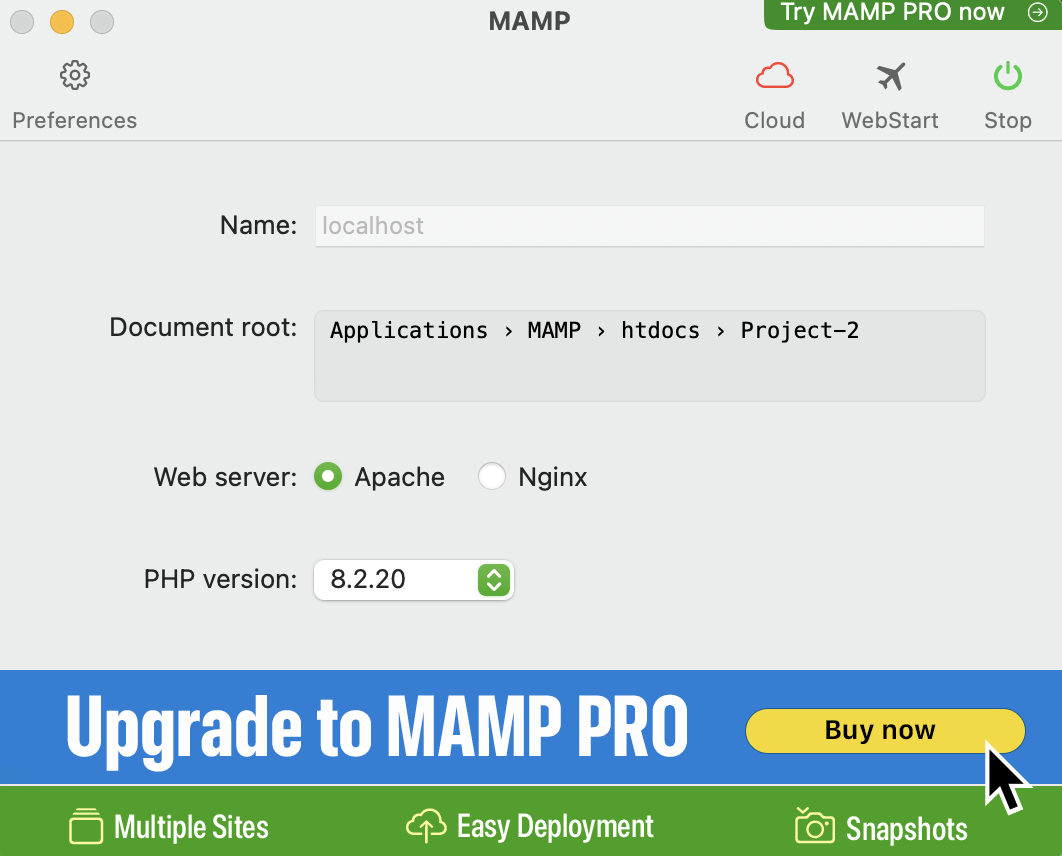 MAMP
Try MAMP PRO now
Preferences
Cloud
WebStart
Stop
Name: localhost
Document root: Applications › MAMP › htdocs › Project-2
Web server: Apache Nginx
PHP version: 8.2.20
Upgrade to MAMP PRO
Buy now
Multiple Sites
Easy Deployment
Snapshots